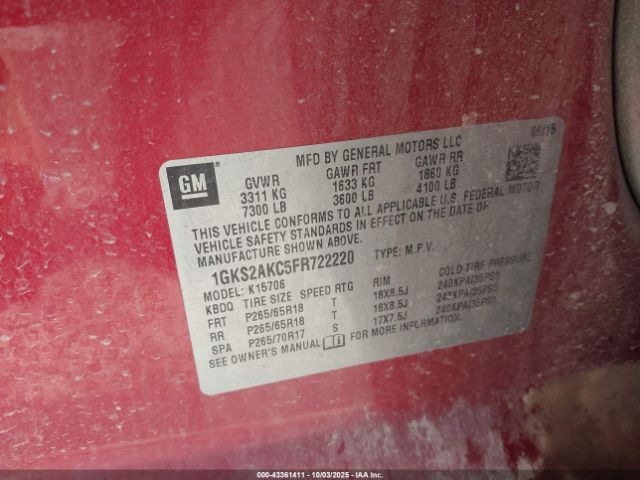 06/15
MFD BY GENERAL MOTORS LLC
GM
GVWR GAWR FRT GAWR RR
3311 KG 1633 KG 1860 KG
7300 LB 3600 LB 4100 LB
THIS VEHICLE CONFORMS TO ALL APPLICABLE U.S. FEDERAL MOTOR
VEHICLE SAFETY STANDARDS IN EFFECT ON THE DATE OF
MANUFACTURE SHOWN ABOVE.
1GKS2AKC5FR722220 TYPE: M.P.V.
MODEL: K15706
KBDQ TIRE SIZE SPEED RTG RIM COLD TIRE PRESSURE
FRT P265/65R18 T 18X8.5J 240KPA(35PSI)
RR P265/65R18 T 18X8.5J 240KPA(35PSI)
SPA P265/70R17 S 17X7.5J 240KPA(35PSI)
SEE OWNER'S MANUAL FOR MORE INFORMATION.
000-43361411 - 10/03/2025 - IAA Inc.